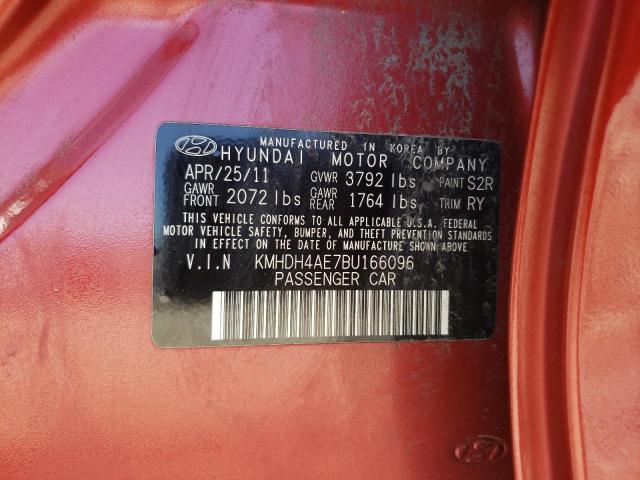 MANUFACTURED IN KOREA BY
HYUNDAI MOTOR COMPANY
APR/25/11 GVWR 3792 lbs PAINT S2R
GAWR FRONT 2072 lbs GAWR REAR 1764 lbs TRIM RY
THIS VEHICLE CONFORMS TO ALL APPLICABLE U.S.A. FEDERAL
MOTOR VEHICLE SAFETY, BUMPER, AND THEFT PREVENTION STANDARDS
IN EFFECT ON THE DATE OF MANUFACTURE SHOWN ABOVE.
V.I.N KMHDH4AE7BU166096
PASSENGER CAR